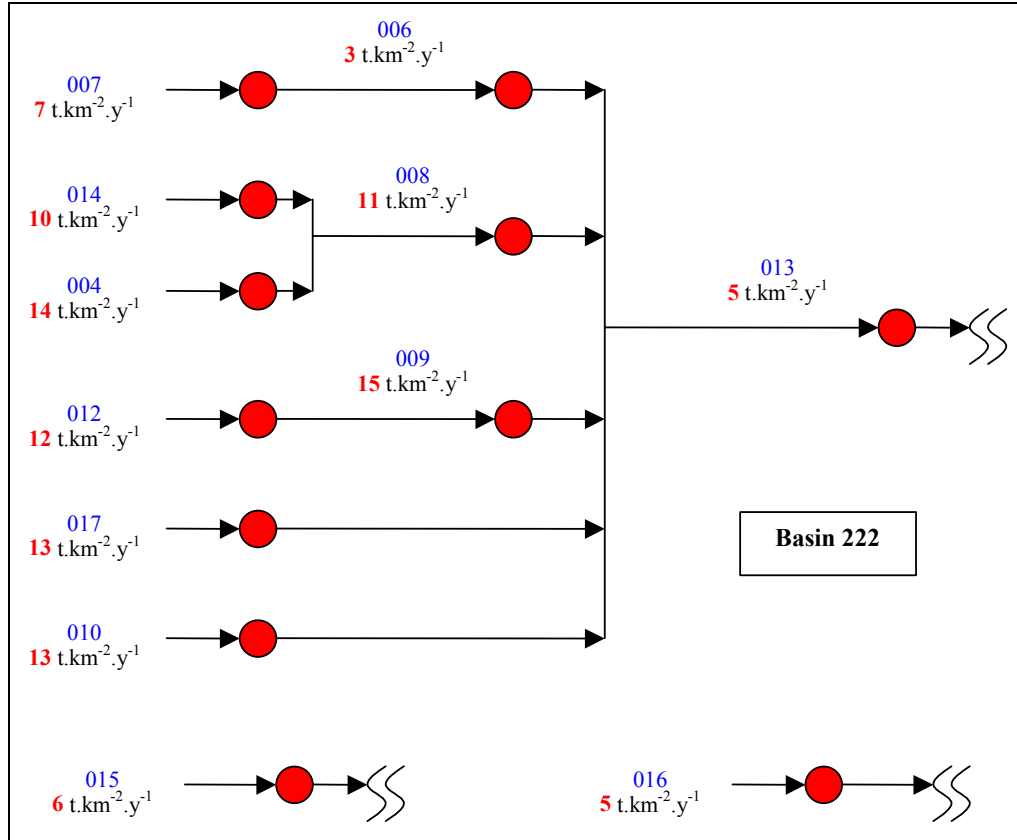 006
3 t.km⁻².y⁻¹
007
7 t.km⁻².y⁻¹
014
10 t.km⁻².y⁻¹
008
11 t.km⁻².y⁻¹
004
14 t.km⁻².y⁻¹
013
5 t.km⁻².y⁻¹
009
15 t.km⁻².y⁻¹
012
12 t.km⁻².y⁻¹
017
13 t.km⁻².y⁻¹
Basin 222
010
13 t.km⁻².y⁻¹
015
6 t.km⁻².y⁻¹
016
5 t.km⁻².y⁻¹